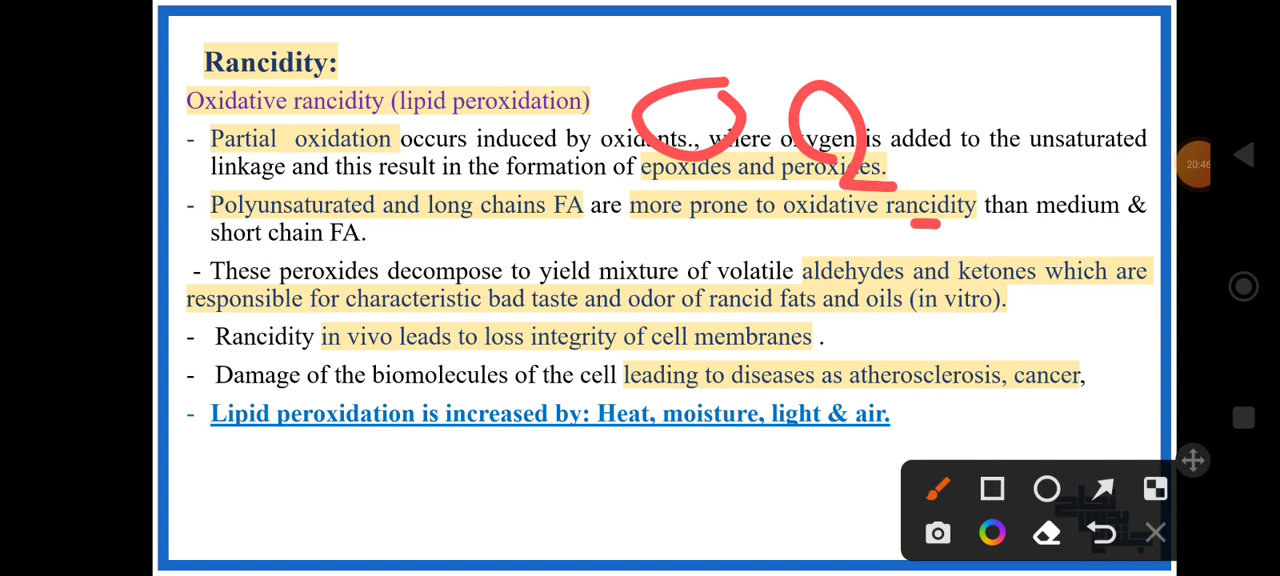 Rancidity:
Oxidative rancidity (lipid peroxidation)
- Partial oxidation occurs induced by oxidants., where oxygen is added to the unsaturated
linkage and this result in the formation of epoxides and peroxides.
- Polyunsaturated and long chains FA are more prone to oxidative rancidity than medium &
short chain FA.
- These peroxides decompose to yield mixture of volatile aldehydes and ketones which are
responsible for characteristic bad taste and odor of rancid fats and oils (in vitro).
- Rancidity in vivo leads to loss integrity of cell membranes .
- Damage of the biomolecules of the cell leading to diseases as atherosclerosis, cancer,
- Lipid peroxidation is increased by: Heat, moisture, light & air.
O2
20:46